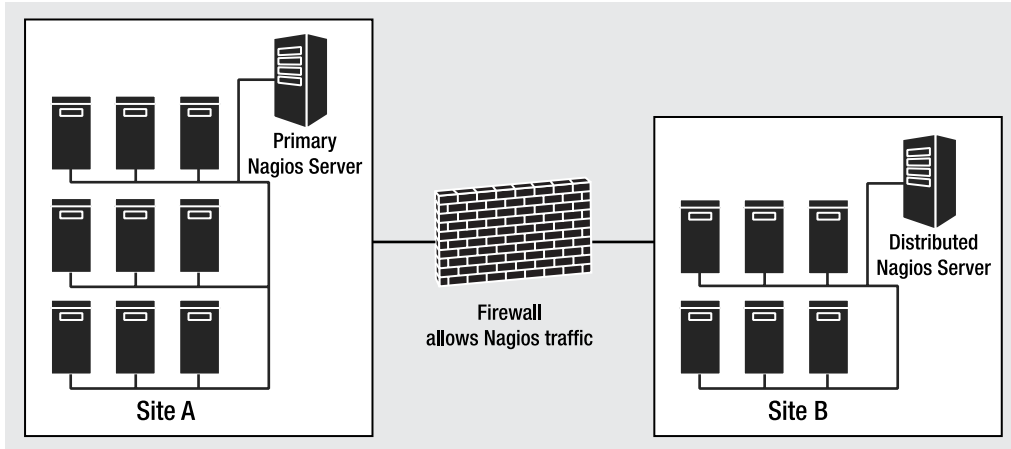 Primary
Nagios Server
Site A
Firewall
allows Nagios traffic
Distributed
Nagios Server
Site B